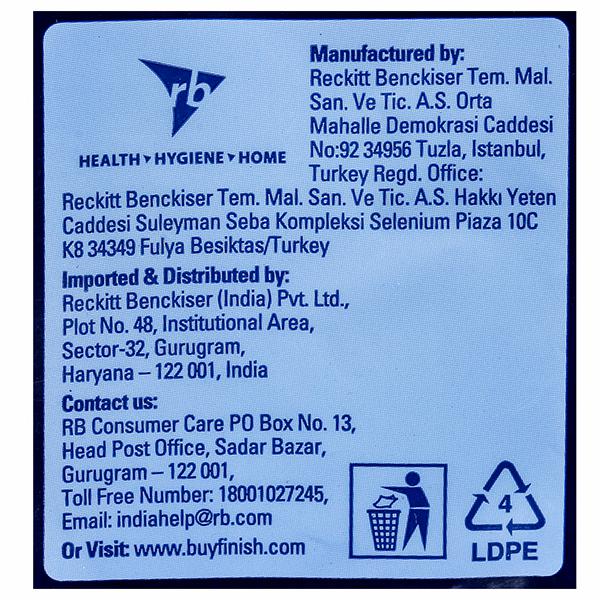 rb
HEALTH▾HYGIENE▾HOME
Manufactured by:
Reckitt Benckiser Tem. Mal.
San. Ve Tic. A.S. Orta
Mahalle Demokrasi Caddesi
No:92 34956 Tuzla, Istanbul,
Turkey Regd. Office:
Reckitt Benckiser Tem. Mal. San. Ve Tic. A.S. Hakkı Yeten
Caddesi Suleyman Seba Kompleksi Selenium Piaza 10C
K8 34349 Fulya Besiktas/Turkey
Imported & Distributed by:
Reckitt Benckiser (India) Pvt. Ltd.,
Plot No. 48, Institutional Area,
Sector-32, Gurugram,
Haryana – 122 001, India
Contact us:
RB Consumer Care PO Box No. 13,
Head Post Office, Sadar Bazar,
Gurugram – 122 001,
Toll Free Number: 18001027245,
Email: indiahelp@rb.com
Or Visit: www.buyfinish.com
4
LDPE